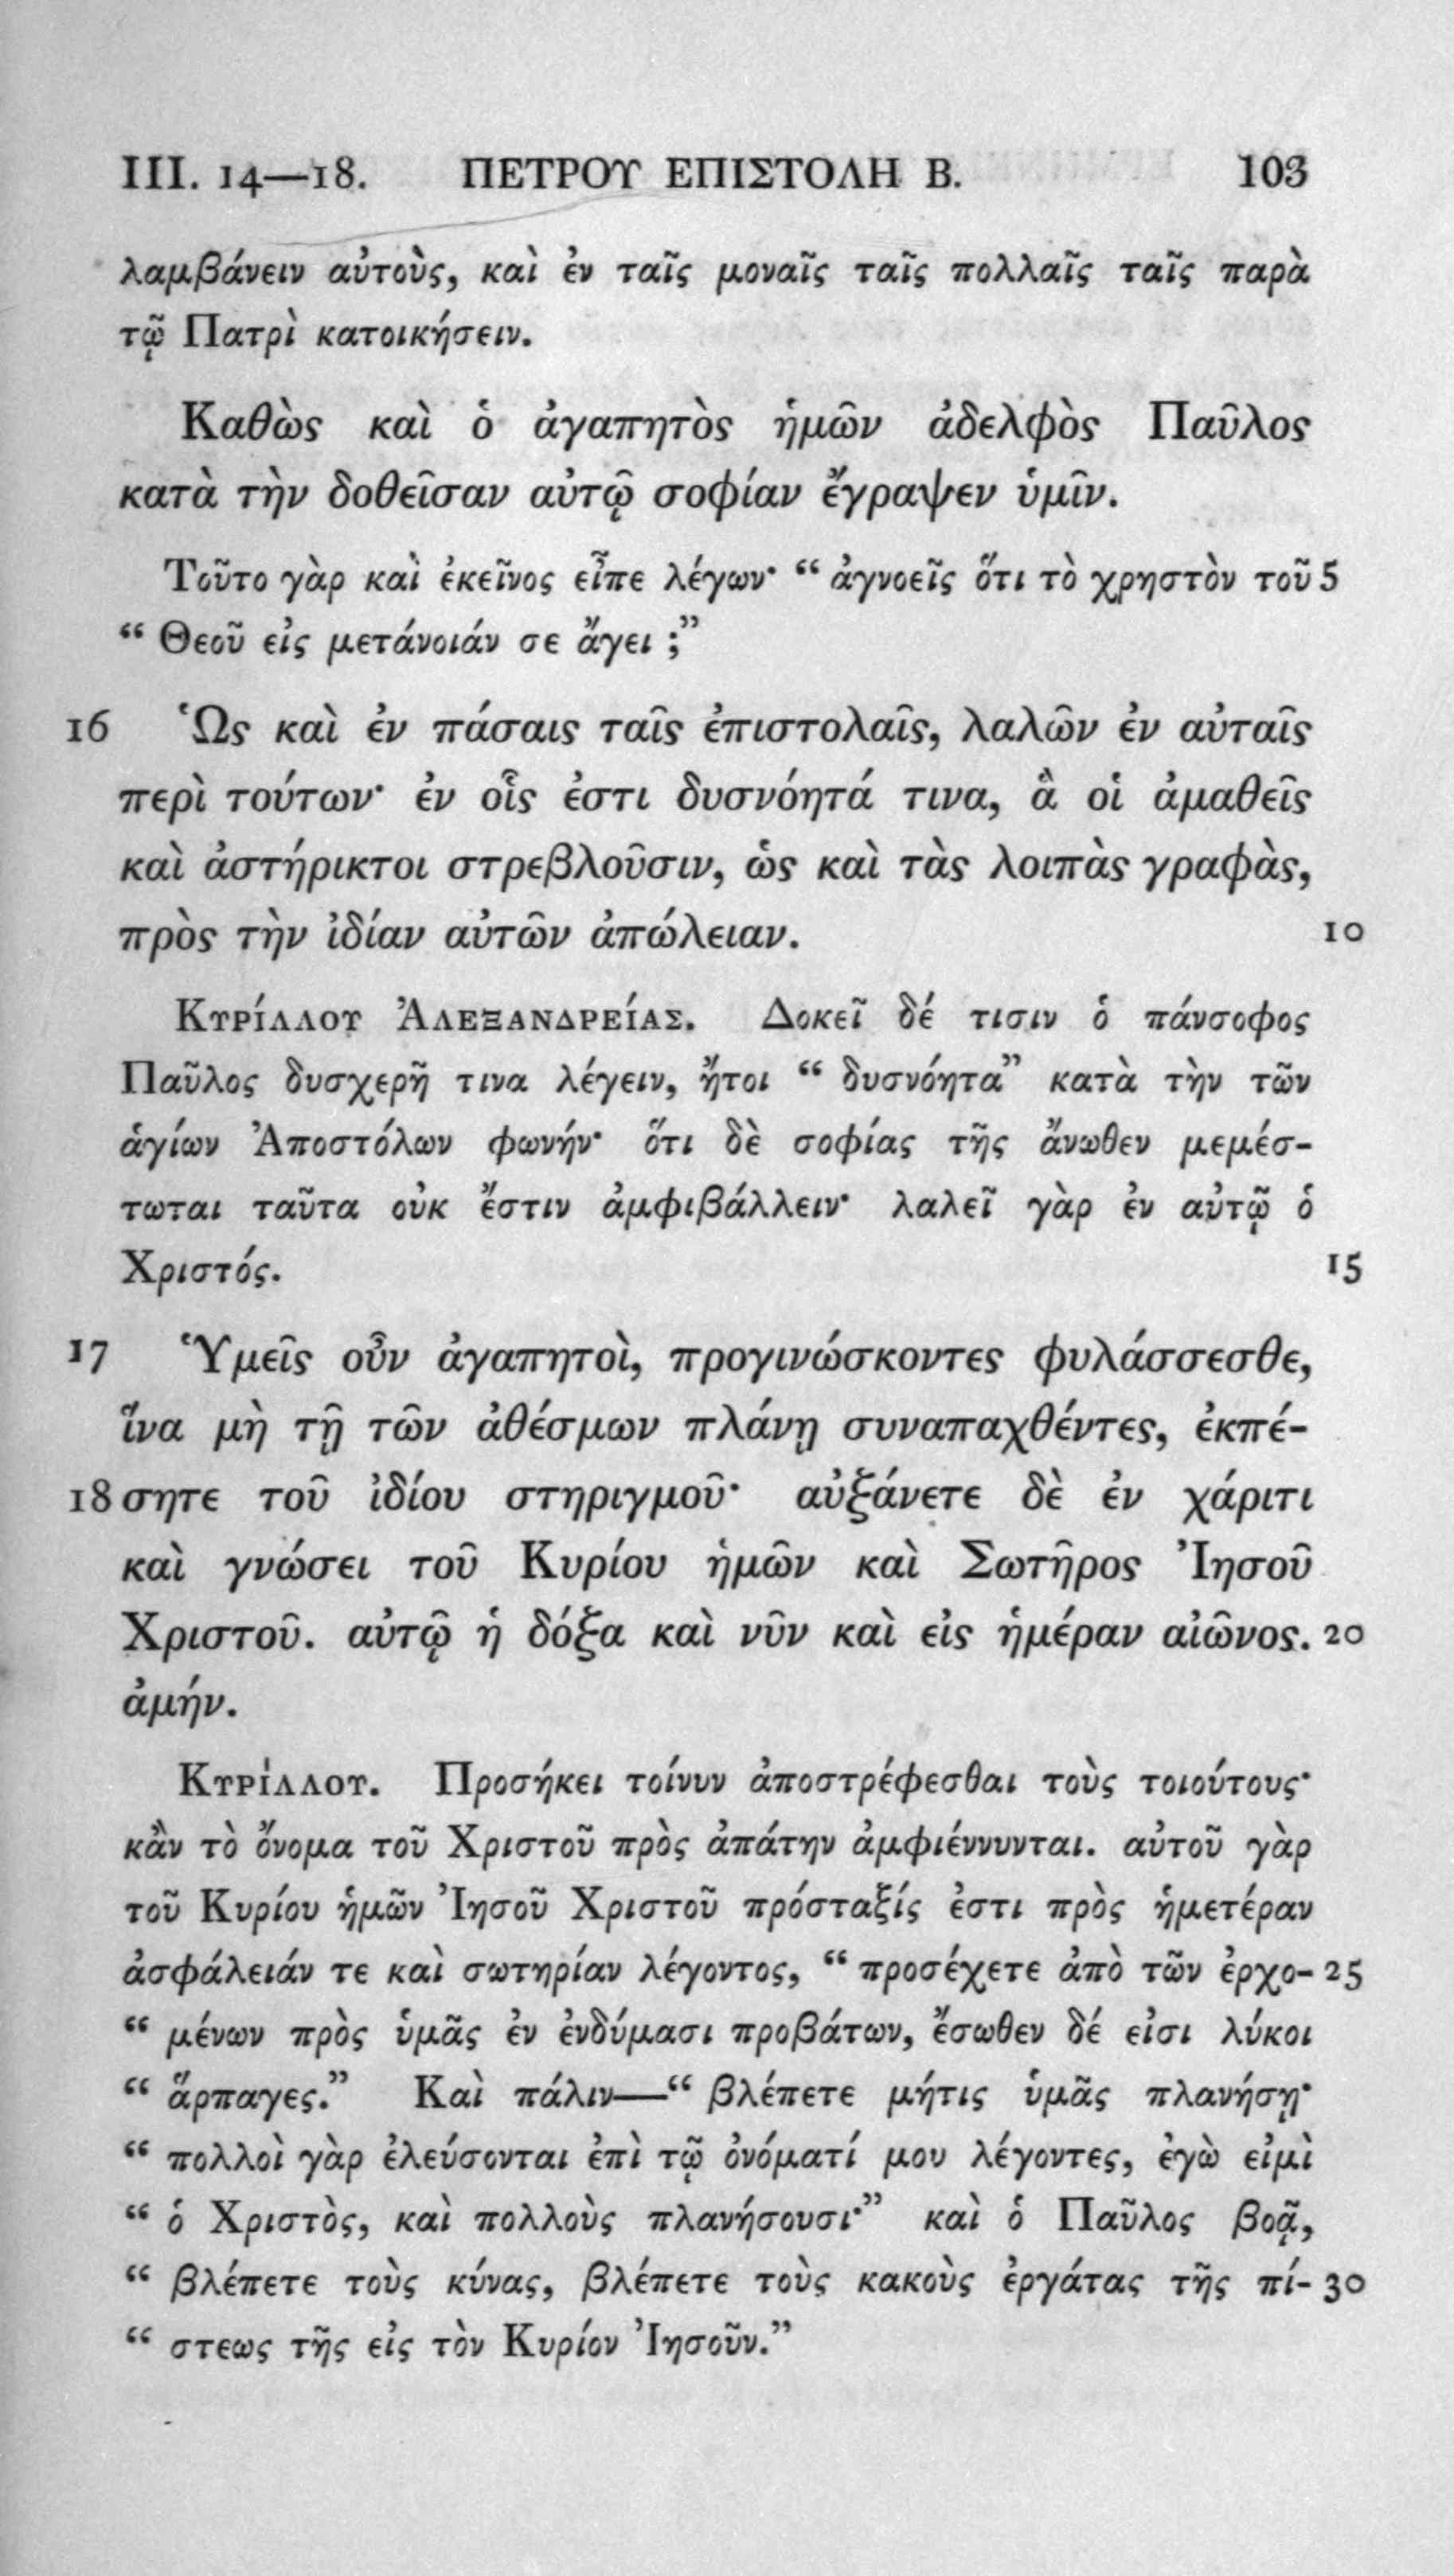 III. 14—18. ΠΕΤΡΟΥ ΕΠΙΣΤΟΛΗ Β. 103
λαμβάνειν αὐτοὺς, καὶ ἐν ταῖς μοναῖς ταῖς πολλαῖς ταῖς παρὰ
τῷ Πατρὶ κατοικήσειν.
Καθὼς καὶ ὁ ἀγαπητὸς ἡμῶν ἀδελφὸς Παῦλος
κατὰ τὴν δοθεῖσαν αὐτῷ σοφίαν ἔγραψεν ὑμῖν.
Τοῦτο γὰρ καὶ ἐκεῖνος εἶπε λέγων· “ ἀγνοεῖς ὅτι τὸ χρηστὸν τοῦ 5
“ Θεοῦ εἰς μετάνοιάν σε ἄγει ;”
16 Ὡς καὶ ἐν πάσαις ταῖς ἐπιστολαῖς, λαλῶν ἐν αὐταῖς
περὶ τούτων· ἐν οἷς ἐστι δυσνόητά τινα, ἃ οἱ ἀμαθεῖς
καὶ ἀστήρικτοι στρεβλοῦσιν, ὡς καὶ τὰς λοιπὰς γραφὰς,
πρὸς τὴν ἰδίαν αὐτῶν ἀπώλειαν. 10
Κυρίλλου Ἀλεξανδρείας. Δοκεῖ δέ τισιν ὁ πάνσοφος
Παῦλος δυσχερῆ τινα λέγειν, ἤτοι “ δυσνόητα” κατὰ τὴν τῶν
ἁγίων Ἀποστόλων φωνήν· ὅτι δὲ σοφίας τῆς ἄνωθεν μεμέσ-
τωται ταῦτα οὐκ ἔστιν ἀμφιβάλλειν· λαλεῖ γὰρ ἐν αὐτῷ ὁ
Χριστός. 15
17 Ὑμεῖς οὖν ἀγαπητοὶ, προγινώσκοντες φυλάσσεσθε,
ἵνα μὴ τῇ τῶν ἀθέσμων πλάνῃ συναπαχθέντες, ἐκπέ-
18 σητε τοῦ ἰδίου στηριγμοῦ· αὐξάνετε δὲ ἐν χάριτι
καὶ γνώσει τοῦ Κυρίου ἡμῶν καὶ Σωτῆρος Ἰησοῦ
Χριστοῦ. αὐτῷ ἡ δόξα καὶ νῦν καὶ εἰς ἡμέραν αἰῶνος. 20
ἀμήν.
Κυρίλλου. Προσήκει τοίνυν ἀποστρέφεσθαι τοὺς τοιούτους·
κἂν τὸ ὄνομα τοῦ Χριστοῦ πρὸς ἀπάτην ἀμφιέννυνται. αὐτοῦ γὰρ
τοῦ Κυρίου ἡμῶν Ἰησοῦ Χριστοῦ πρόσταξίς ἐστι πρὸς ἡμετέραν
ἀσφάλειάν τε καὶ σωτηρίαν λέγοντος, “ προσέχετε ἀπὸ τῶν ἐρχο- 25
“ μένων πρὸς ὑμᾶς ἐν ἐνδύμασι προβάτων, ἔσωθεν δέ εἰσι λύκοι
“ ἅρπαγες.” Καὶ πάλιν—“ βλέπετε μήτις ὑμᾶς πλανήσῃ·
“ πολλοὶ γὰρ ἐλεύσονται ἐπὶ τῷ ὀνόματί μου λέγοντες, ἐγὼ εἰμὶ
“ ὁ Χριστὸς, καὶ πολλοὺς πλανήσουσι·” καὶ ὁ Παῦλος βοᾷ,
“ βλέπετε τοὺς κύνας, βλέπετε τοὺς κακοὺς ἐργάτας τῆς πί- 30
“ στεως τῆς εἰς τὸν Κυρίον Ἰησοῦν.”